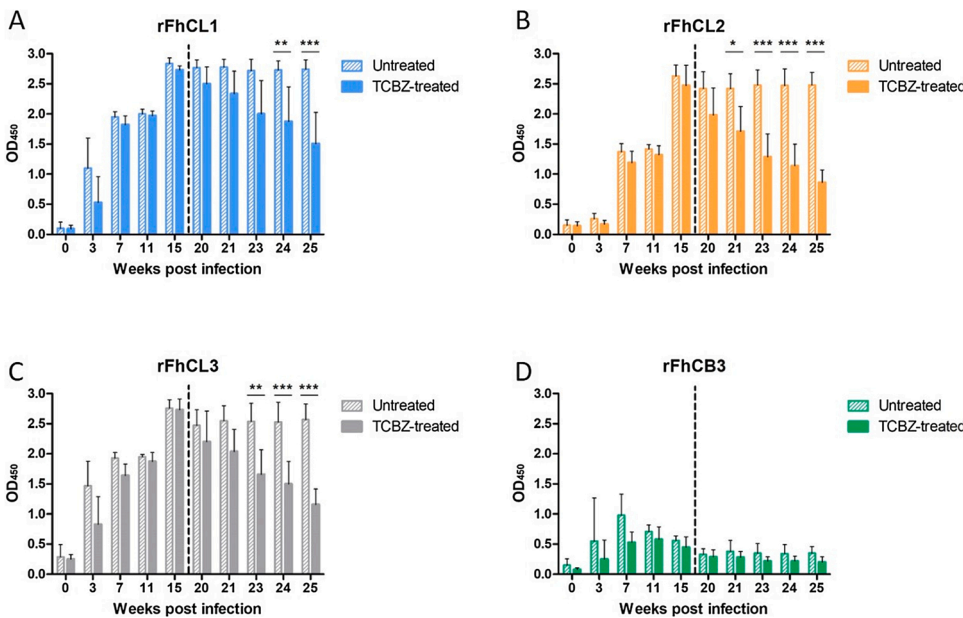 A
rFhCL1
** ***
3.0
2.5
2.0
1.5
1.0
0.5
0.0
OD450
0 3 7 11 15 20 21 23 24 25
Weeks post infection
Untreated
TCBZ-treated
B
rFhCL2
* *** *** ***
3.0
2.5
2.0
1.5
1.0
0.5
0.0
OD450
0 3 7 11 15 20 21 23 24 25
Weeks post infection
Untreated
TCBZ-treated
C
rFhCL3
** *** ***
3.0
2.5
2.0
1.5
1.0
0.5
0.0
OD450
0 3 7 11 15 20 21 23 24 25
Weeks post infection
Untreated
TCBZ-treated
D
rFhCB3
3.0
2.5
2.0
1.5
1.0
0.5
0.0
OD450
0 3 7 11 15 20 21 23 24 25
Weeks post infection
Untreated
TCBZ-treated